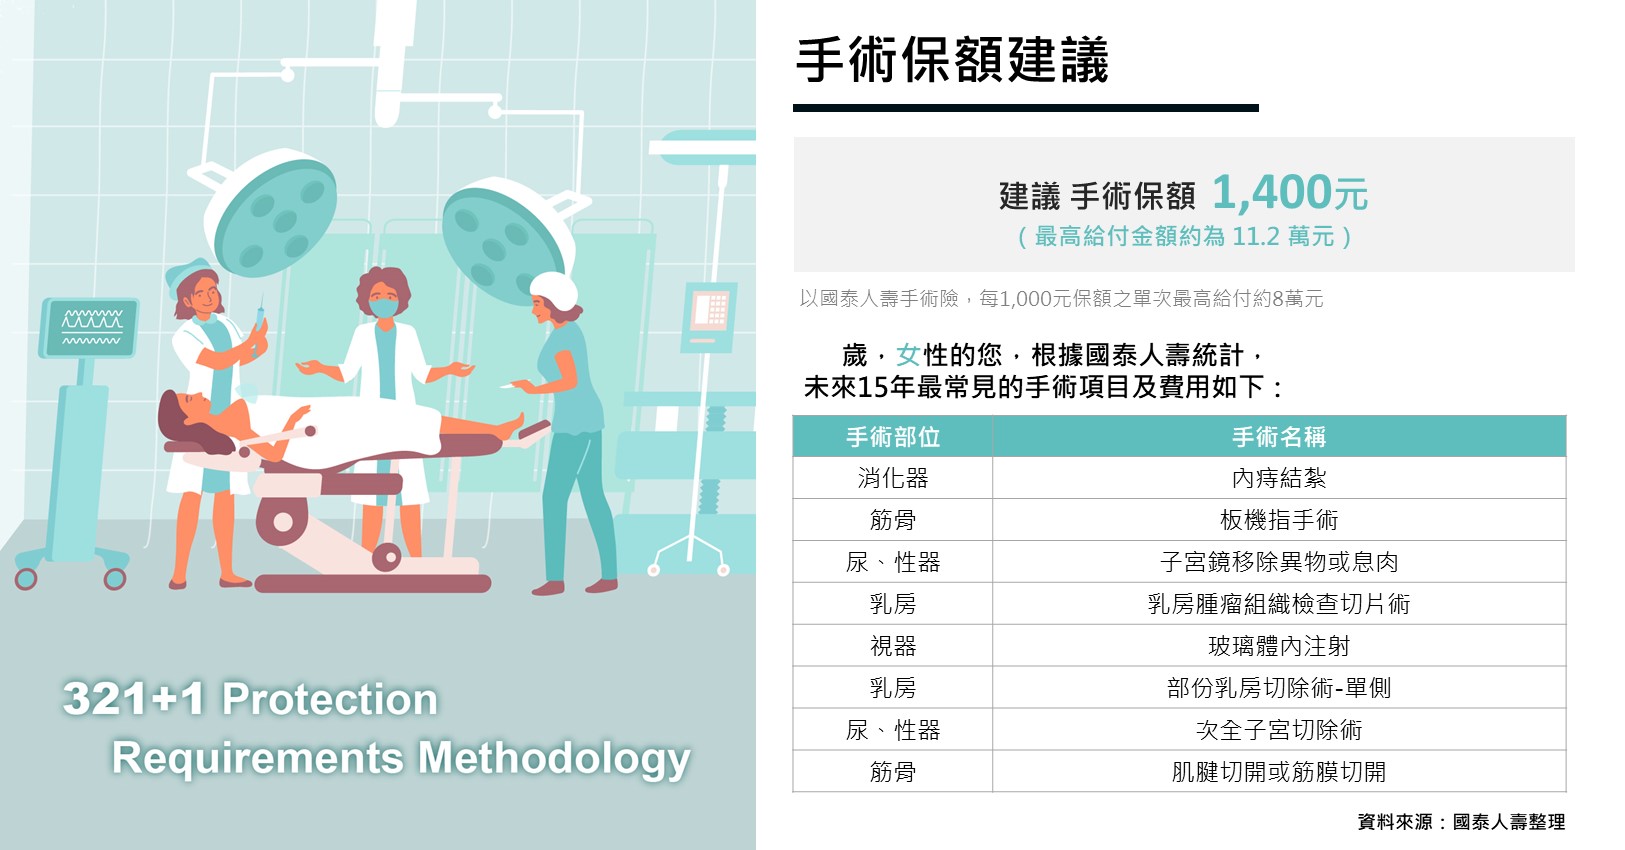 手術保額建議
建議 手術保額 1,400元
( 最高給付金額約為 11.2 萬元 )
以國泰人壽手術險，每1,000元保額之單次最高給付約8萬元
歲，女性的您，根據國泰人壽統計，
未來15年最常見的手術項目及費用如下：
手術部位 手術名稱
消化器 內痔結紮
筋骨 板機指手術
尿、性器 子宮鏡移除異物或息肉
乳房 乳房腫瘤組織檢查切片術
視器 玻璃體內注射
乳房 部份乳房切除術-單側
尿、性器 次全子宮切除術
筋骨 肌腱切開或筋膜切開
資料來源：國泰人壽整理
321+1 Protection
Requirements Methodology